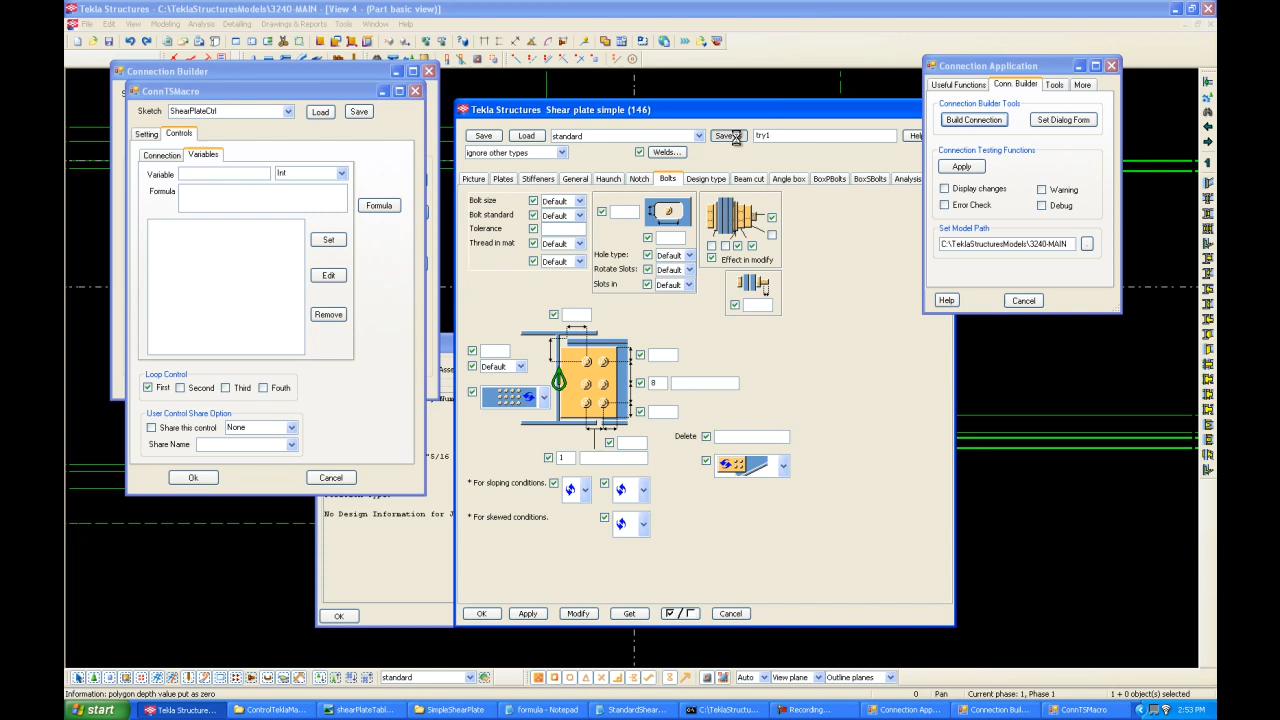 Tekla Structures - C:\TeklaStructuresModels\3240-MAIN - [View 4 - (Part basic view)]
File Edit View Modeling Analysis Detailing Drawings & Reports Tools Window Help
Connection Builder
ConnTSMacro
Sketch ShearPlateCtrl Load Save
Setting Controls
Connection Variables
Variable Int
Formula
Formula
Set
Edit
Remove
Loop Control
First Second Third Fouth
User Control Share Option
Share this control None
Share Name
Ok Cancel
"5/16
No Design Information for J
OK
Tekla Structures Shear plate simple (146)
Save Load standard Save try1 Help
ignore other types Welds...
Picture Plates Stiffeners General Haunch Notch Bolts Design type Beam cut Angle box BoxPBolts BoxSBolts Analysis
Bolt size Default
Bolt standard Default
Tolerance
Thread in mat Default
Default
Hole type: Default
Rotate Slots: Default
Slots in Default
Effect in modify
Default
8
1
Delete
* For sloping conditions.
* For skewed conditions.
OK Apply Modify Get Cancel
Connection Application
Useful Functions Conn. Builder Tools More
Connection Builder Tools
Build Connection Set Dialog Form
Connection Testing Functions
Apply
Display changes Warning
Error Check Debug
Set Model Path
C:\TeklaStructuresModels\3240-MAIN .
Help Cancel
standard Auto View plane Outline planes
Information: polygon depth value put as zero 0 Pan Current phase: 1, Phase 1 1 + 0 object(s) selected
start Tekla Structure... ControlTeklaMa... shearPlateTabl... SimpleShearPlate formula - Notepad StandardShear... C:\TeklaStructu... Recording... Connection App... Connection Buil... ConnTSMacro 2:53 PM